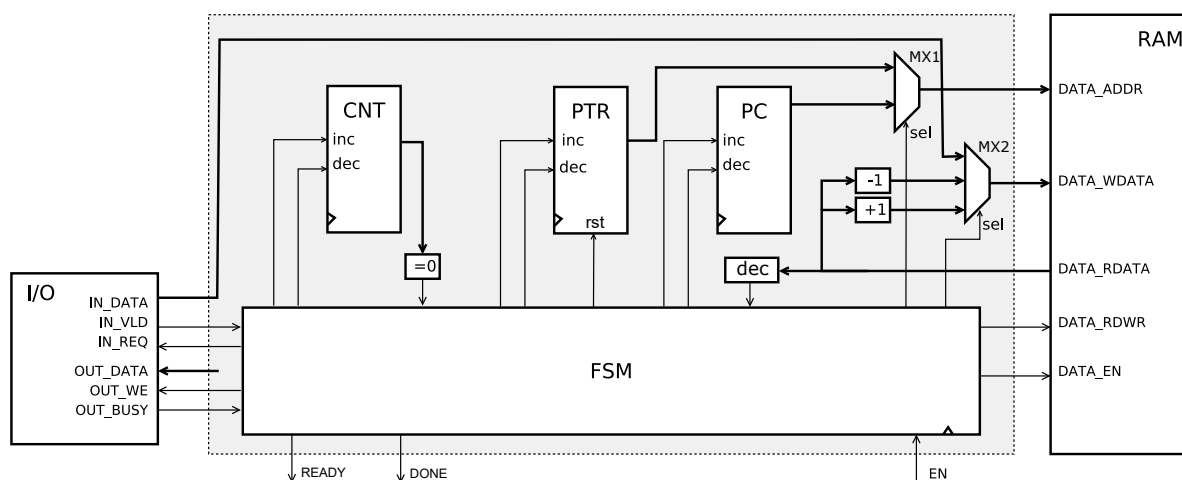 RAM
MX1
CNT
PTR
PC
DATA_ADDR
inc
inc
inc
sel
dec
dec
dec
MX2
-1
DATA_WDATA
+1
rst
sel
=0
dec
DATA_RDATA
I/O
IN_DATA
IN_VLD
DATA_RDWR
IN_REQ
OUT_DATA
FSM
DATA_EN
OUT_WE
OUT_BUSY
READY
DONE
EN